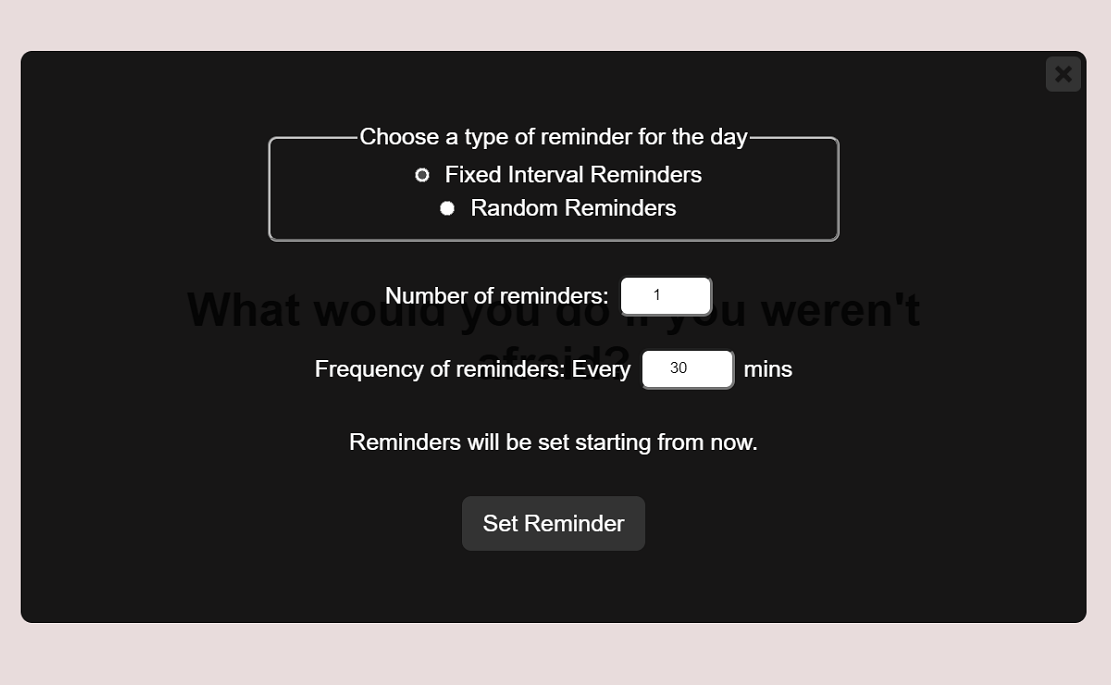 Choose a type of reminder for the day
Fixed Interval Reminders
Random Reminders
Number of reminders: 1
What would you do if you weren't
afraid?
Frequency of reminders: Every 30 mins
Reminders will be set starting from now.
Set Reminder